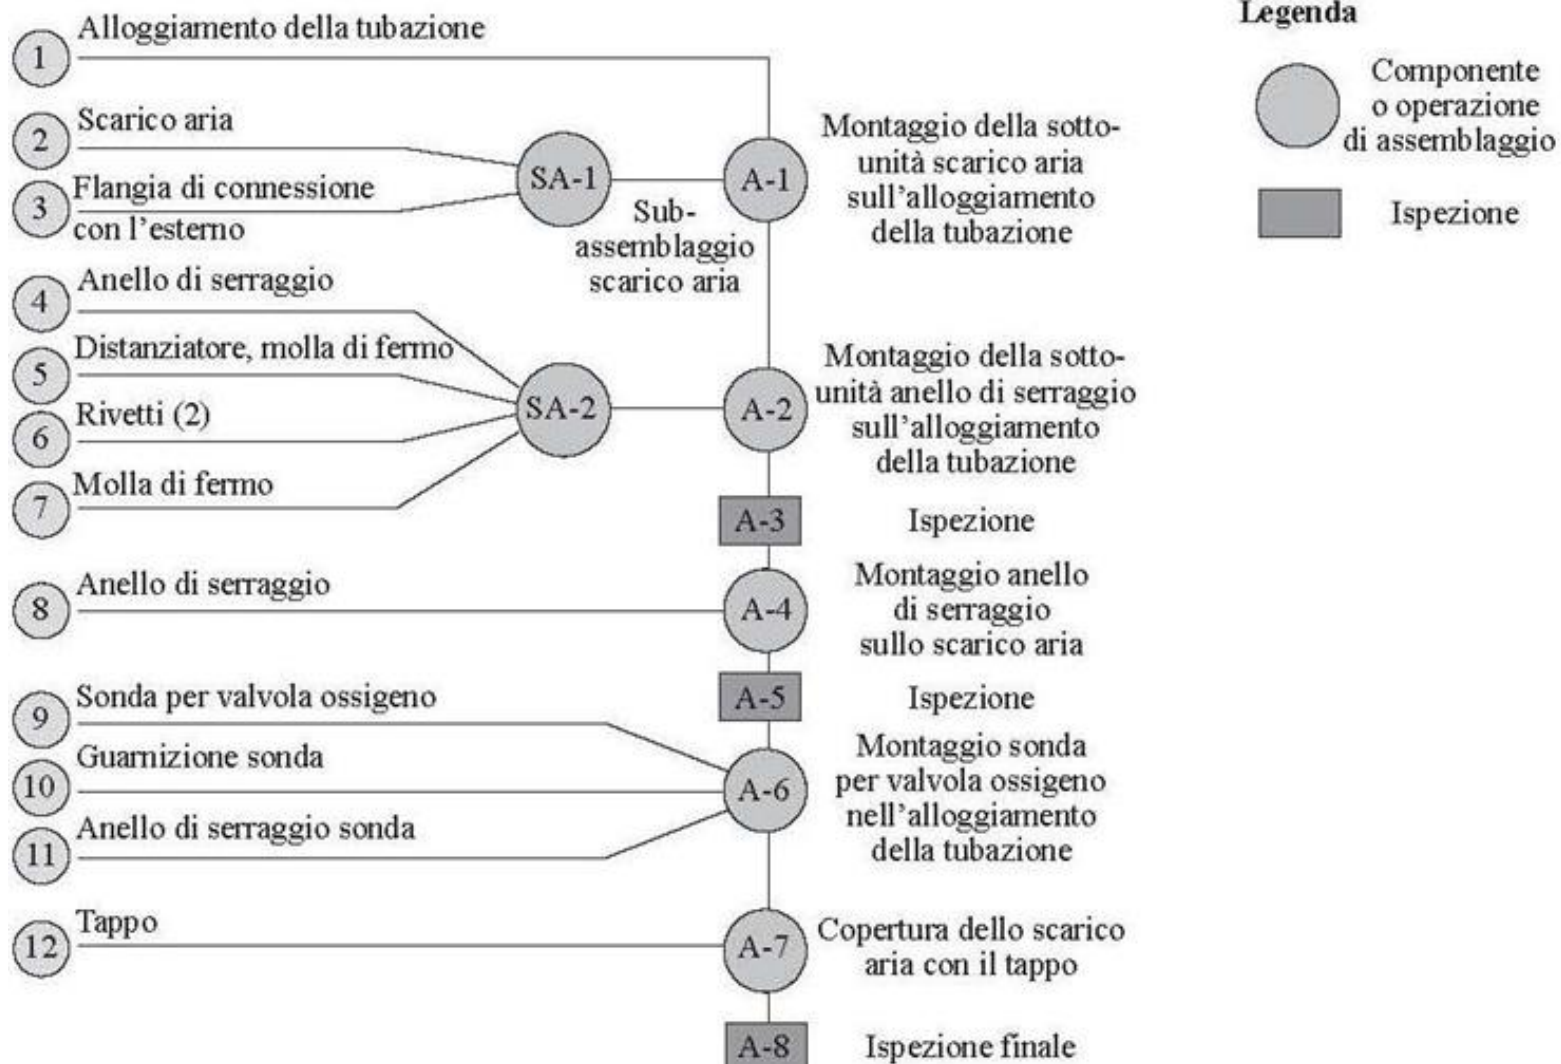 Legenda
Componente
o operazione
di assemblaggio
Ispezione
1
Alloggiamento della tubazione
2
Scarico aria
3
Flangia di connessione
con l'esterno
SA-1
Sub-
assemblaggio
scarico aria
A-1
Montaggio della sotto-
unità scarico aria
sull'alloggiamento
della tubazione
4
Anello di serraggio
5
Distanziatore, molla di fermo
6
Rivetti (2)
7
Molla di fermo
SA-2
A-2
Montaggio della sotto-
unità anello di serraggio
sull'alloggiamento
della tubazione
A-3
Ispezione
8
Anello di serraggio
A-4
Montaggio anello
di serraggio
sullo scarico aria
A-5
Ispezione
9
Sonda per valvola ossigeno
10
Guarnizione sonda
11
Anello di serraggio sonda
A-6
Montaggio sonda
per valvola ossigeno
nell'alloggiamento
della tubazione
12
Tappo
A-7
Copertura dello scarico
aria con il tappo
A-8
Ispezione finale